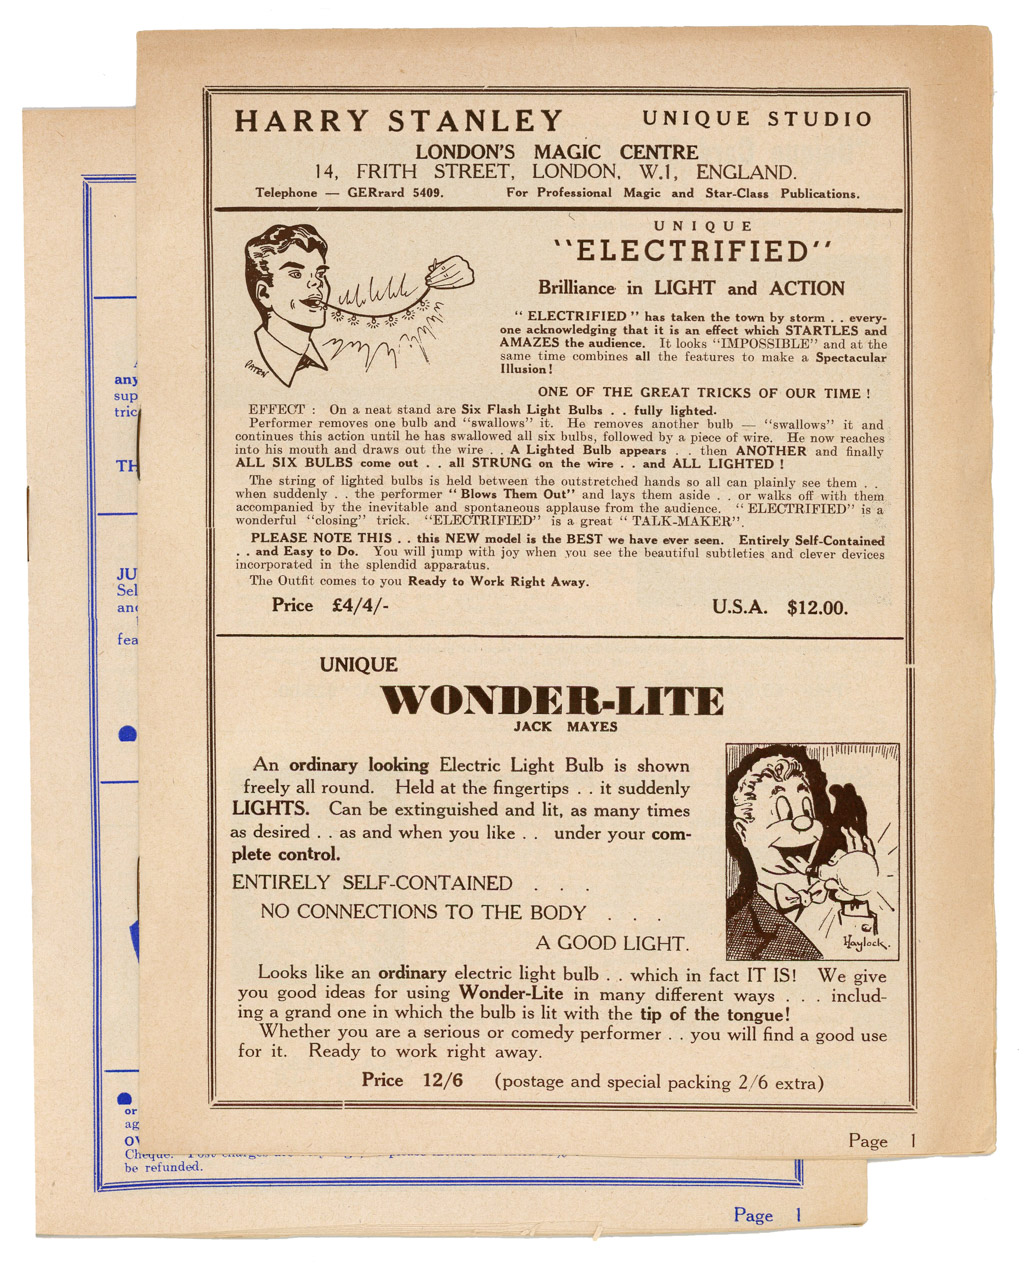 HARRY STANLEY UNIQUE STUDIO
LONDON'S MAGIC CENTRE
14, FRITH STREET, LONDON, W.1, ENGLAND.
Telephone — GERrard 5409. For Professional Magic and Star-Class Publications.
UNIQUE
"ELECTRIFIED"
Brilliance in LIGHT and ACTION
"ELECTRIFIED" has taken the town by storm . . every-
one acknowledging that it is an effect which STARTLES and
AMAZES the audience. It looks "IMPOSSIBLE" and at the
same time combines all the features to make a Spectacular
Illusion!
ONE OF THE GREAT TRICKS OF OUR TIME !
EFFECT : On a neat stand are Six Flash Light Bulbs . . fully lighted.
Performer removes one bulb and "swallows" it. He removes another bulb — "swallows" it and
continues this action until he has swallowed all six bulbs, followed by a piece of wire. He now reaches
into his mouth and draws out the wire . . A Lighted Bulb appears . . then ANOTHER and finally
ALL SIX BULBS come out . . all STRUNG on the wire . . and ALL LIGHTED !
The string of lighted bulbs is held between the outstretched hands so all can plainly see them . .
when suddenly . . the performer "Blows Them Out" and lays them aside . . or walks off with them
accompanied by the inevitable and spontaneous applause from the audience. "ELECTRIFIED" is a
wonderful "closing" trick. "ELECTRIFIED" is a great "TALK-MAKER".
PLEASE NOTE THIS . . this NEW model is the BEST we have ever seen. Entirely Self-Contained
. . and Easy to Do. You will jump with joy when you see the beautiful subtleties and clever devices
incorporated in the splendid apparatus.
The Outfit comes to you Ready to Work Right Away.
Price £4/4/- U.S.A. $12.00.
UNIQUE
WONDER-LITE
JACK MAYES
An ordinary looking Electric Light Bulb is shown
freely all round. Held at the fingertips . . it suddenly
LIGHTS. Can be extinguished and lit, as many times
as desired . . as and when you like . . under your com-
plete control.
ENTIRELY SELF-CONTAINED . . .
NO CONNECTIONS TO THE BODY . . .
A GOOD LIGHT.
Haylock.
Looks like an ordinary electric light bulb . . which in fact IT IS! We give
you good ideas for using Wonder-Lite in many different ways . . . includ-
ing a grand one in which the bulb is lit with the tip of the tongue!
Whether you are a serious or comedy performer . . you will find a good use
for it. Ready to work right away.
Price 12/6 (postage and special packing 2/6 extra)
Page 1
any
sup
tric
TH
JU
Sel
and
fea
or
ag
OV
Cheque.
be refunded.
Page 1